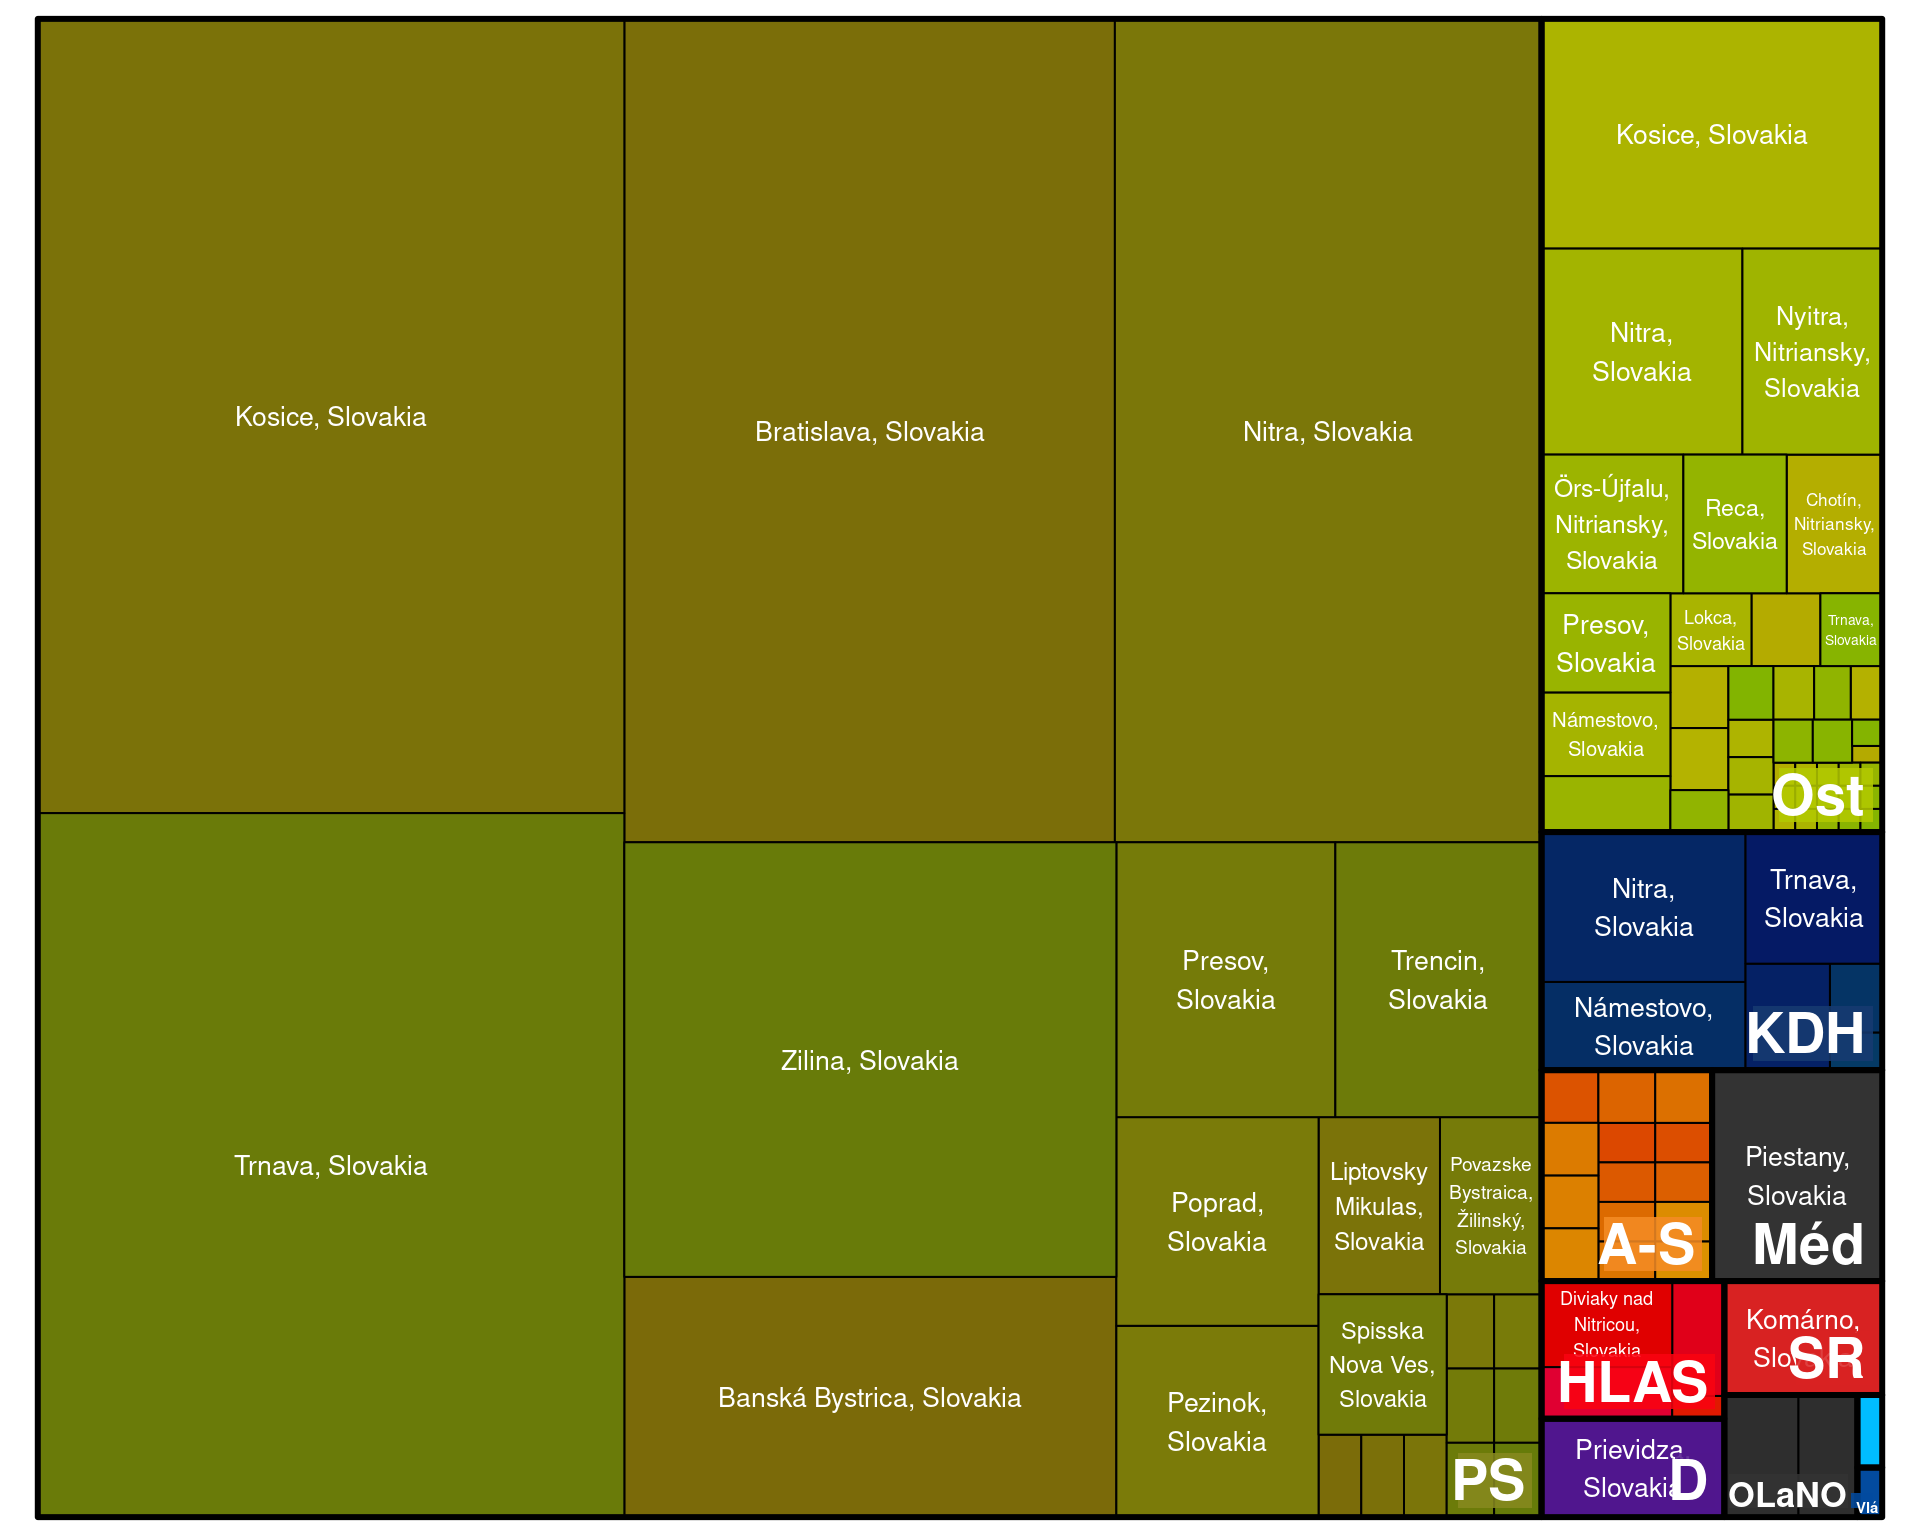 Kosice, Slovakia
Bratislava, Slovakia
Nitra, Slovakia
Trnava, Slovakia
Zilina, Slovakia
Banská Bystrica, Slovakia
Presov,
Slovakia
Trencin,
Slovakia
Poprad,
Slovakia
Liptovsky
Mikulas,
Slovakia
Povazske
Bystraica,
Žilinský,
Slovakia
Pezinok,
Slovakia
Spisska
Nova Ves,
Slovakia
PS
Kosice, Slovakia
Nitra,
Slovakia
Nyitra,
Nitriansky,
Slovakia
Örs-Újfalu,
Nitriansky,
Slovakia
Reca,
Slovakia
Chotín,
Nitriansky,
Slovakia
Presov,
Slovakia
Lokca,
Slovakia
Trnava,
Slovakia
Námestovo,
Slovakia
Ost
Nitra,
Slovakia
Trnava,
Slovakia
Námestovo,
Slovakia
KDH
A-S
Piestany,
Slovakia
Méd
Diviaky nad
Nitricou,
Slovakia
HLAS
Komárno,
SR
Prievidza,
Slovakia
D
OLaNO
Vlá